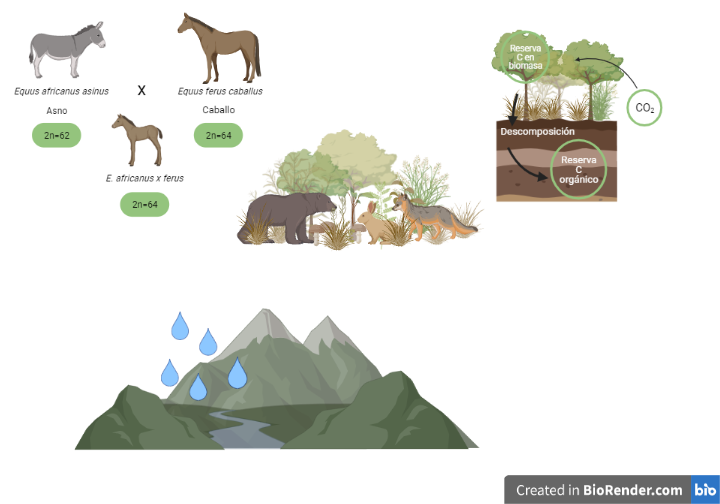 Equus africanus asinus
X
Equus ferus caballus
Asno
Caballo
2n=62
2n=64
E. africanus x ferus
2n=64
Reserva
C en
biomasa
CO₂
Descomposición
Reserva
C
orgánico
Created in BioRender.com bio